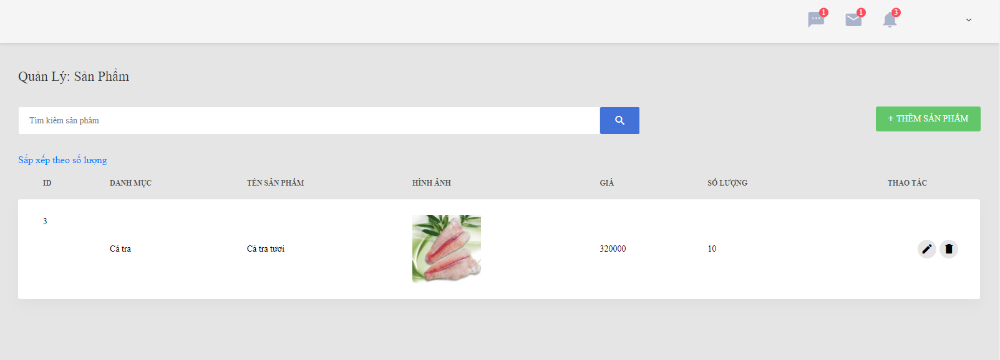 1 1 3
Quản Lý: Sản Phẩm
Tìm kiếm sản phẩm
+ THÊM SẢN PHẨM
Sắp xếp theo số lượng
ID DANH MỤC TÊN SẢN PHẨM HÌNH ẢNH GIÁ SỐ LƯỢNG THAO TÁC
3
Cá tra Cá tra tươi 320000 10